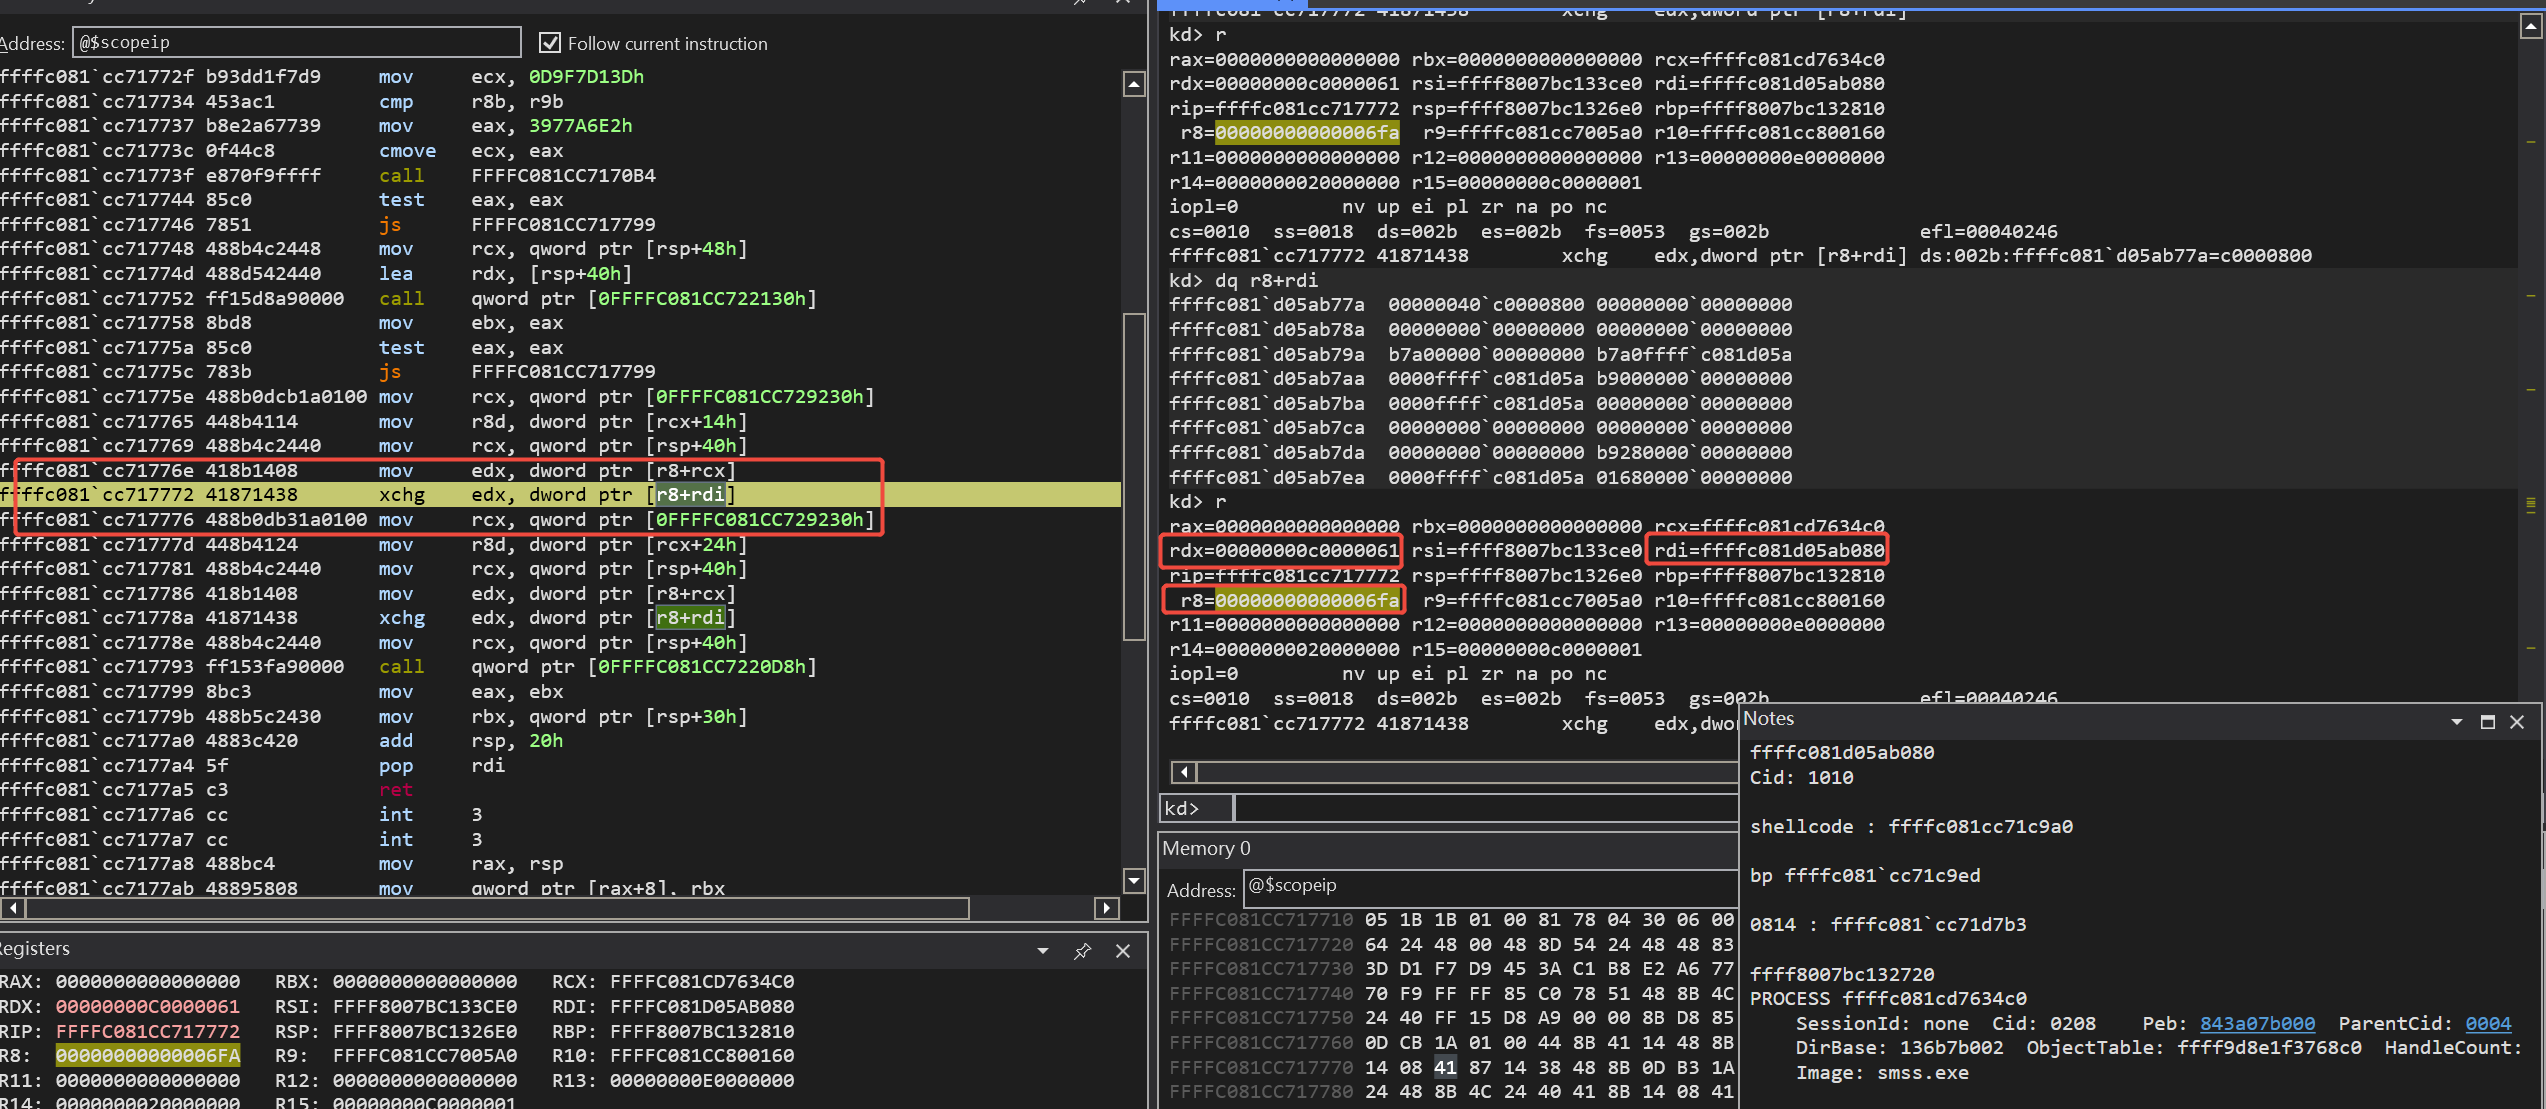 Address: @$scopeip Follow current instruction
ffffc081`cc71772f b93dd1f7d9 mov ecx, 0D9F7D13Dh
ffffc081`cc717734 453ac1 cmp r8b, r9b
ffffc081`cc717737 b8e2a67739 mov eax, 3977A6E2h
ffffc081`cc71773c 0f44c8 cmove ecx, eax
ffffc081`cc71773f e870f9ffff call FFFFC081CC7170B4
ffffc081`cc717744 85c0 test eax, eax
ffffc081`cc717746 7851 js FFFFC081CC717799
ffffc081`cc717748 488b4c2448 mov rcx, qword ptr [rsp+48h]
ffffc081`cc71774d 488d542440 lea rdx, [rsp+40h]
ffffc081`cc717752 ff15d8a90000 call qword ptr [0FFFFC081CC722130h]
ffffc081`cc717758 8bd8 mov ebx, eax
ffffc081`cc71775a 85c0 test eax, eax
ffffc081`cc71775c 783b js FFFFC081CC717799
ffffc081`cc71775e 488b0dcb1a0100 mov rcx, qword ptr [0FFFFC081CC729230h]
ffffc081`cc717765 448b4114 mov r8d, dword ptr [rcx+14h]
ffffc081`cc717769 488b4c2440 mov rcx, qword ptr [rsp+40h]
ffffc081`cc71776e 418b1408 mov edx, dword ptr [r8+rcx]
ffffc081`cc717772 41871438 xchg edx, dword ptr [r8+rdi]
ffffc081`cc717776 488b0db31a0100 mov rcx, qword ptr [0FFFFC081CC729230h]
ffffc081`cc71777d 448b4124 mov r8d, dword ptr [rcx+24h]
ffffc081`cc717781 488b4c2440 mov rcx, qword ptr [rsp+40h]
ffffc081`cc717786 418b1408 mov edx, dword ptr [r8+rcx]
ffffc081`cc71778a 41871438 xchg edx, dword ptr [r8+rdi]
ffffc081`cc71778e 488b4c2440 mov rcx, qword ptr [rsp+40h]
ffffc081`cc717793 ff153fa90000 call qword ptr [0FFFFC081CC7220D8h]
ffffc081`cc717799 8bc3 mov eax, ebx
ffffc081`cc71779b 488b5c2430 mov rbx, qword ptr [rsp+30h]
ffffc081`cc7177a0 4883c420 add rsp, 20h
ffffc081`cc7177a4 5f pop rdi
ffffc081`cc7177a5 c3 ret
ffffc081`cc7177a6 cc int 3
ffffc081`cc7177a7 cc int 3
ffffc081`cc7177a8 488bc4 mov rax, rsp
ffffc081`cc7177ab 48895808 mov qword ptr [rax+8], rbx
Registers
RAX: 0000000000000000 RBX: 0000000000000000 RCX: FFFFC081CD7634C0
RDX: 00000000C0000061 RSI: FFFF8007BC133CE0 RDI: FFFFC081D05AB080
RIP: FFFFC081CC717772 RSP: FFFF8007BC1326E0 RBP: FFFF8007BC132810
R8: 00000000000006FA R9: FFFFC081CC7005A0 R10: FFFFC081CC800160
R11: 0000000000000000 R12: 0000000000000000 R13: 00000000E0000000
R14: 0000000020000000 R15: 00000000C0000001
ffffc081`cc717772 41871438 xchg edx,dword ptr [r8+rdi]
kd> r
rax=0000000000000000 rbx=0000000000000000 rcx=ffffc081cd7634c0
rdx=00000000c0000061 rsi=ffff8007bc133ce0 rdi=ffffc081d05ab080
rip=ffffc081cc717772 rsp=ffff8007bc1326e0 rbp=ffff8007bc132810
r8=00000000000006fa r9=ffffc081cc7005a0 r10=ffffc081cc800160
r11=0000000000000000 r12=0000000000000000 r13=00000000e0000000
r14=0000000020000000 r15=00000000c0000001
iopl=0 nv up ei pl zr na po nc
cs=0010 ss=0018 ds=002b es=002b fs=0053 gs=002b efl=00040246
ffffc081`cc717772 41871438 xchg edx,dword ptr [r8+rdi] ds:002b:ffffc081`d05ab77a=c0000800
kd> dq r8+rdi
ffffc081`d05ab77a 00000040`c0000800 00000000`00000000
ffffc081`d05ab78a 00000000`00000000 00000000`00000000
ffffc081`d05ab79a b7a00000`00000000 b7a0ffff`c081d05a
ffffc081`d05ab7aa 0000ffff`c081d05a b9000000`00000000
ffffc081`d05ab7ba 0000ffff`c081d05a 00000000`00000000
ffffc081`d05ab7ca 00000000`00000000 00000000`00000000
ffffc081`d05ab7da 00000000`00000000 b9280000`00000000
ffffc081`d05ab7ea 0000ffff`c081d05a 01680000`00000000
kd> r
rax=0000000000000000 rbx=0000000000000000 rcx=ffffc081cd7634c0
rdx=00000000c0000061 rsi=ffff8007bc133ce0 rdi=ffffc081d05ab080
rip=ffffc081cc717772 rsp=ffff8007bc1326e0 rbp=ffff8007bc132810
r8=00000000000006fa r9=ffffc081cc7005a0 r10=ffffc081cc800160
r11=0000000000000000 r12=0000000000000000 r13=00000000e0000000
r14=0000000020000000 r15=00000000c0000001
iopl=0 nv up ei pl zr na po nc
cs=0010 ss=0018 ds=002b es=002b fs=0053 gs=002b efl=00040246
ffffc081`cc717772 41871438 xchg edx,dwo
kd>
Memory 0
Address: @$scopeip
FFFFC081CC717710 05 1B 1B 01 00 81 78 04 30 06 00
FFFFC081CC717720 64 24 48 00 48 8D 54 24 48 48 83
FFFFC081CC717730 3D D1 F7 D9 45 3A C1 B8 E2 A6 77
FFFFC081CC717740 70 F9 FF FF 85 C0 78 51 48 8B 4C
FFFFC081CC717750 24 40 FF 15 D8 A9 00 00 8B D8 85
FFFFC081CC717760 0D CB 1A 01 00 44 8B 41 14 48 8B
FFFFC081CC717770 14 08 41 87 14 38 48 8B 0D B3 1A
FFFFC081CC717780 24 48 8B 4C 24 40 41 8B 14 08 41
Notes
ffffc081d05ab080
Cid: 1010
shellcode : ffffc081cc71c9a0
bp ffffc081`cc71c9ed
0814 : ffffc081`cc71d7b3
ffff8007bc132720
PROCESS ffffc081cd7634c0
SessionId: none Cid: 0208 Peb: 843a07b000 ParentCid: 0004
DirBase: 136b7b002 ObjectTable: ffff9d8e1f3768c0 HandleCount:
Image: smss.exe